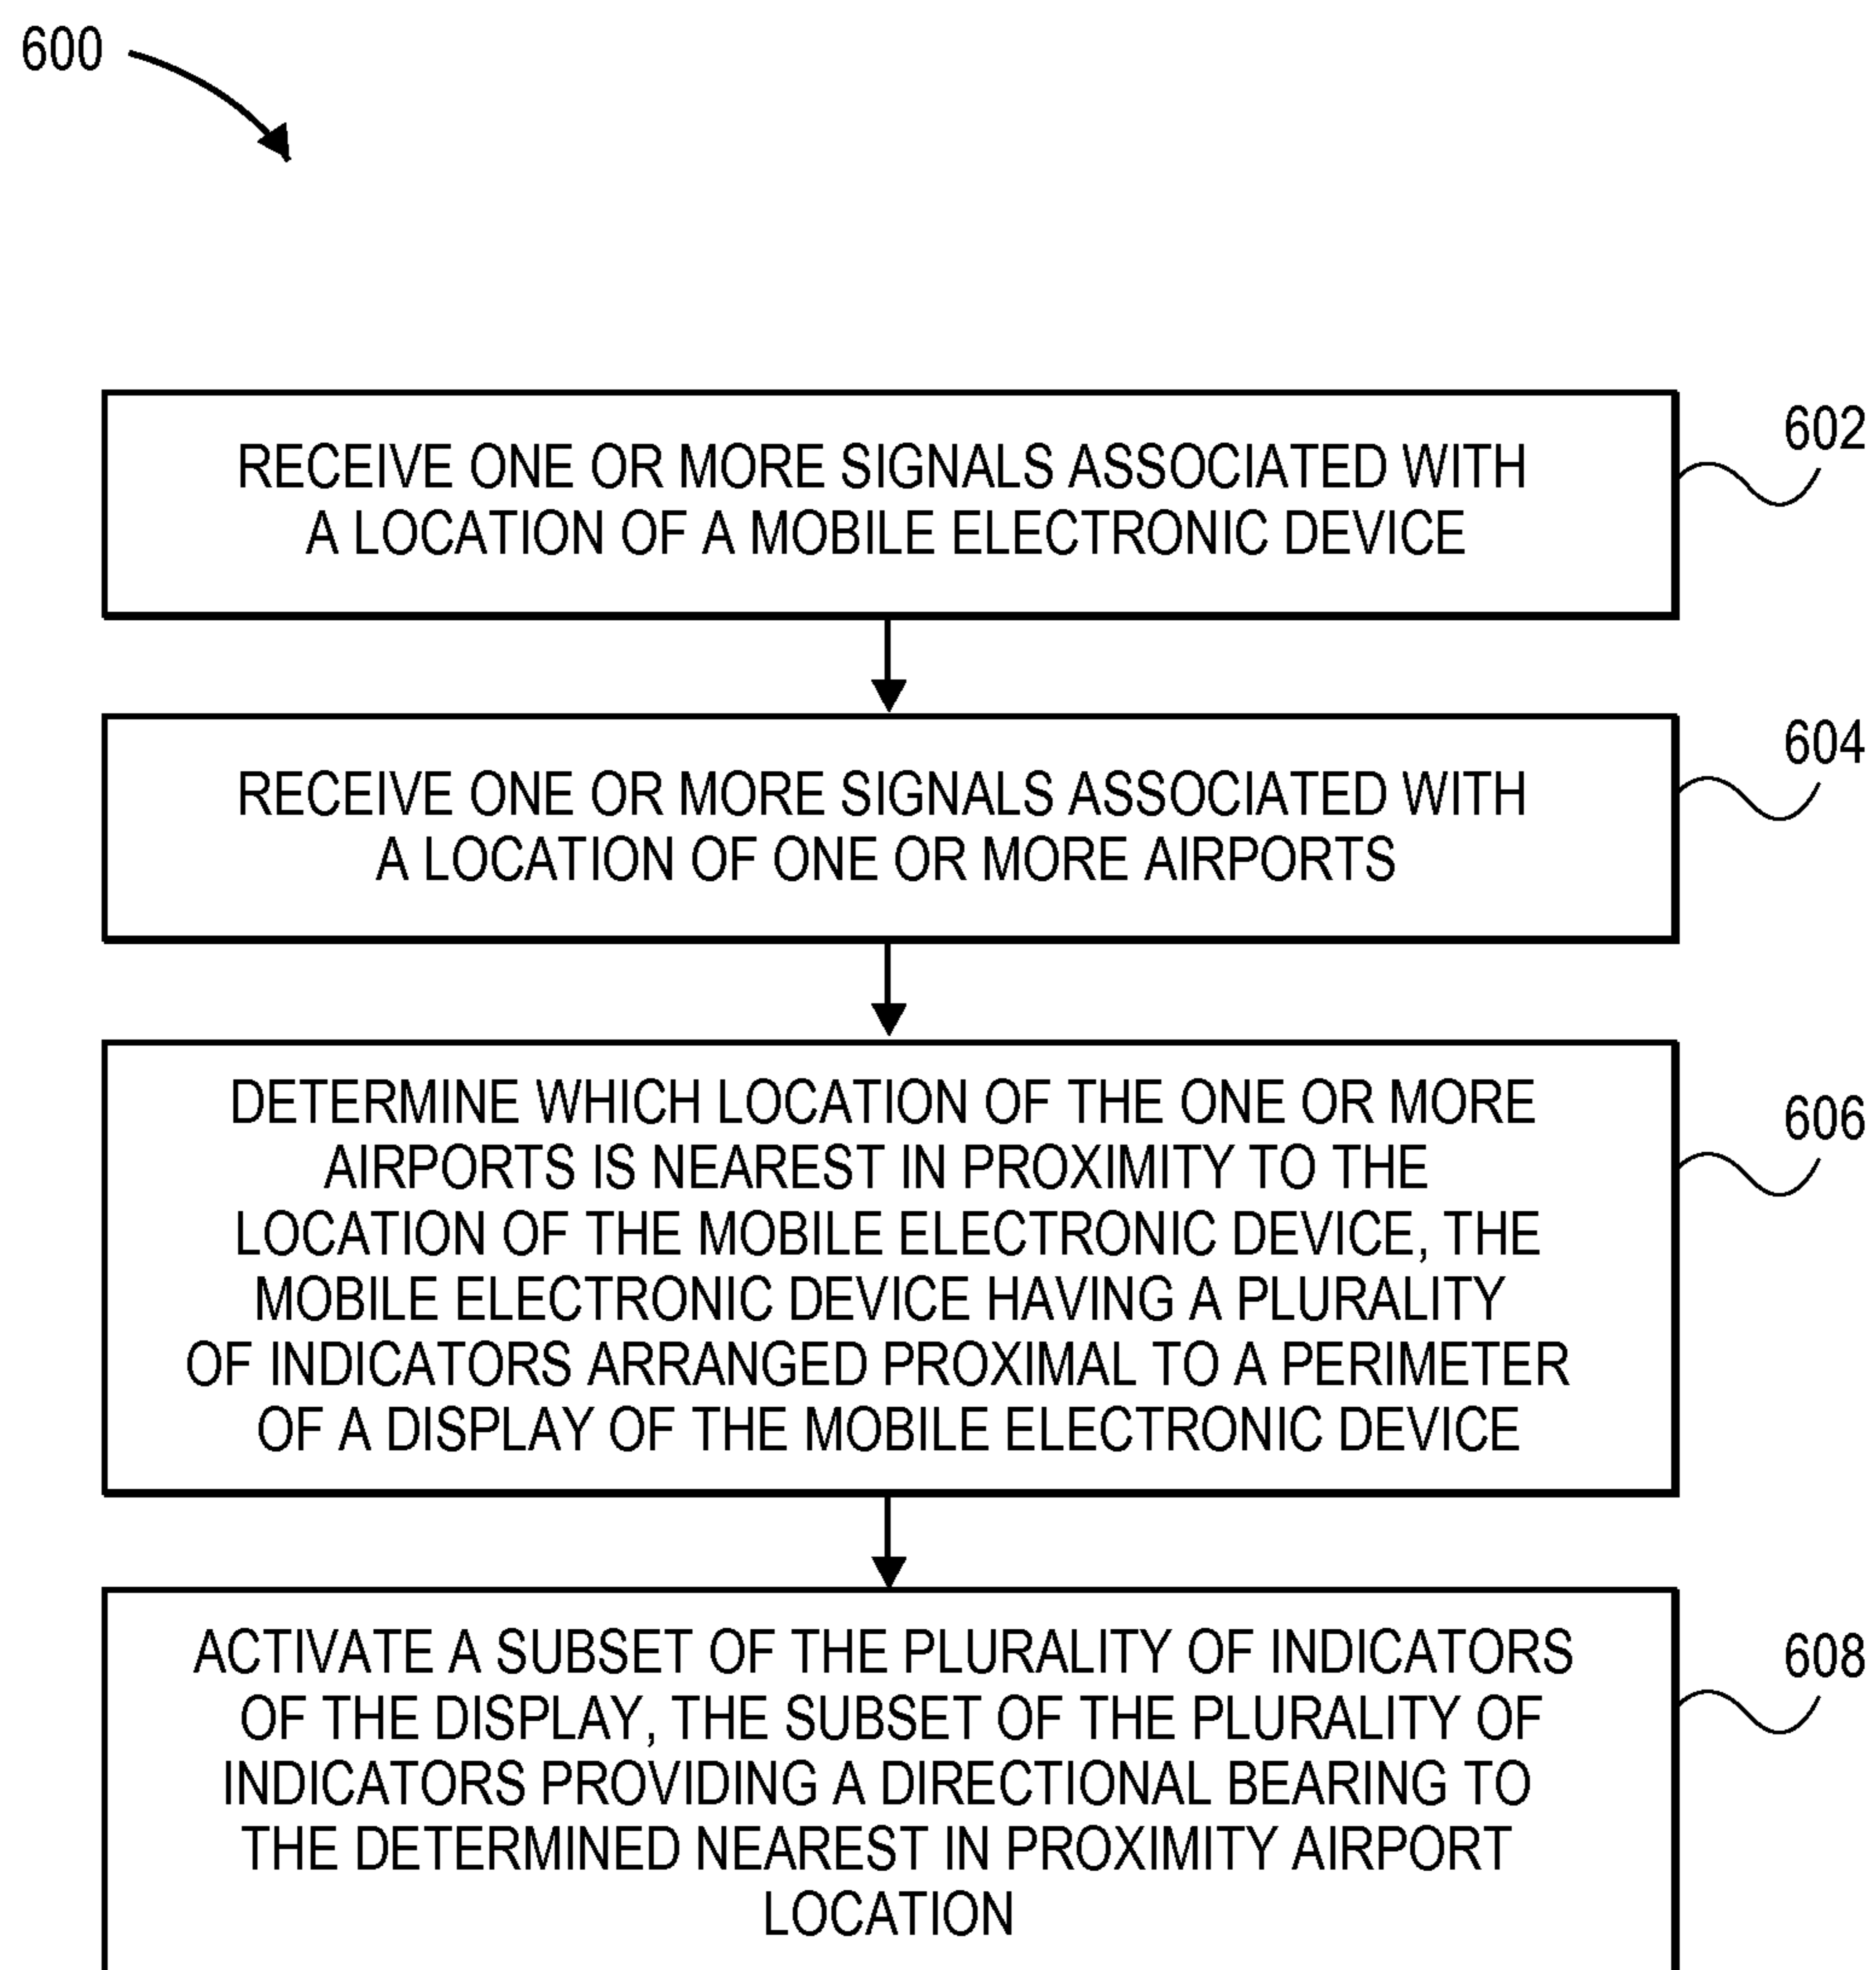 600
RECEIVE ONE OR MORE SIGNALS ASSOCIATED WITH
A LOCATION OF A MOBILE ELECTRONIC DEVICE
602
RECEIVE ONE OR MORE SIGNALS ASSOCIATED WITH
A LOCATION OF ONE OR MORE AIRPORTS
604
DETERMINE WHICH LOCATION OF THE ONE OR MORE
AIRPORTS IS NEAREST IN PROXIMITY TO THE
LOCATION OF THE MOBILE ELECTRONIC DEVICE, THE
MOBILE ELECTRONIC DEVICE HAVING A PLURALITY
OF INDICATORS ARRANGED PROXIMAL TO A PERIMETER
OF A DISPLAY OF THE MOBILE ELECTRONIC DEVICE
606
ACTIVATE A SUBSET OF THE PLURALITY OF INDICATORS
OF THE DISPLAY, THE SUBSET OF THE PLURALITY OF
INDICATORS PROVIDING A DIRECTIONAL BEARING TO
THE DETERMINED NEAREST IN PROXIMITY AIRPORT
LOCATION
608